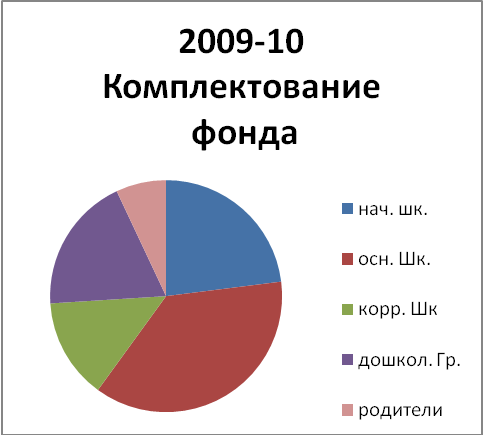 2009-10
Комплектование
фонда
нач. шк.
осн. Шк.
корр. Шк
дошкол. Гр.
родители